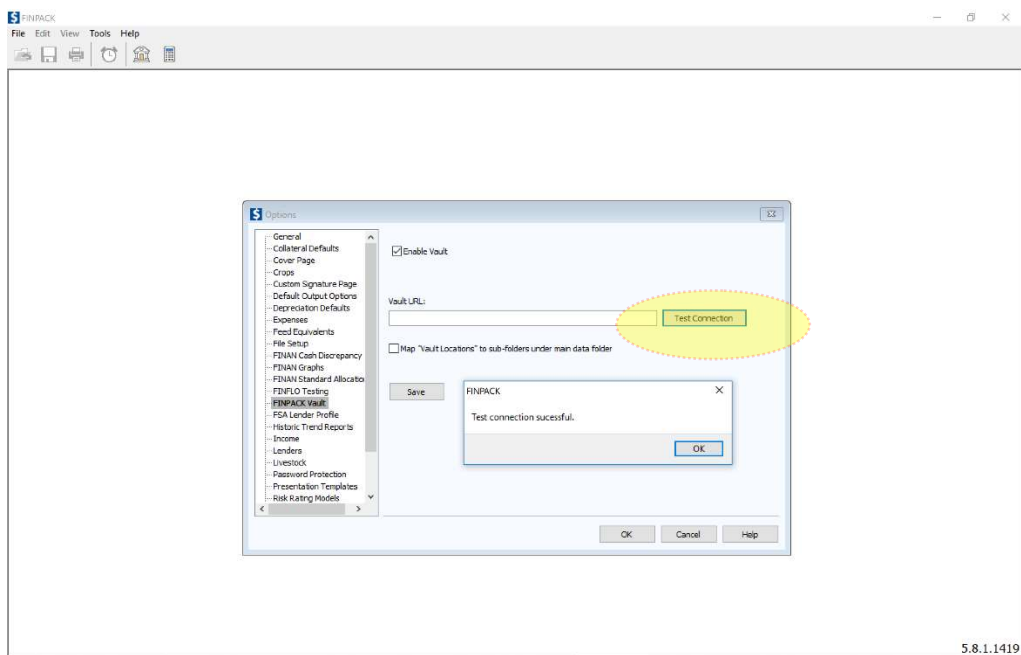 FINPACK
File Edit View Tools Help
Options
General
Collateral Defaults
Cover Page
Crops
Custom Signature Page
Default Output Options
Depreciation Defaults
Expenses
Feed Equivalents
File Setup
FINAN Cash Discrepancy
FINAN Graphs
FINAN Standard Allocatio
FINFLO Testing
FINPACK Vault
FSA Lender Profile
Historic Trend Reports
Income
Lenders
Livestock
Password Protection
Presentation Templates
Risk Rating Models
Enable Vault
Vault URL:
Test Connection
Map "Vault Locations" to sub-folders under main data folder
Save
FINPACK
Test connection sucessful.
OK
OK Cancel Help
5.8.1.1419